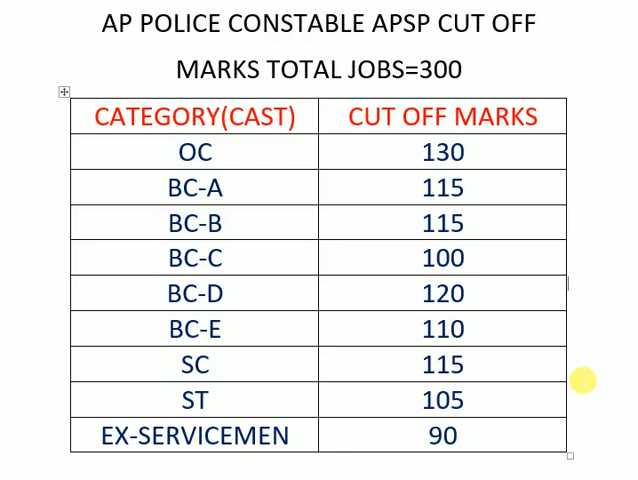 AP POLICE CONSTABLE APSP CUT OFF
MARKS TOTAL JOBS=300
CATEGORY(CAST) CUT OFF MARKS
OC 130
BC-A 115
BC-B 115
BC-C 100
BC-D 120
BC-E 110
SC 115
ST 105
EX-SERVICEMEN 90